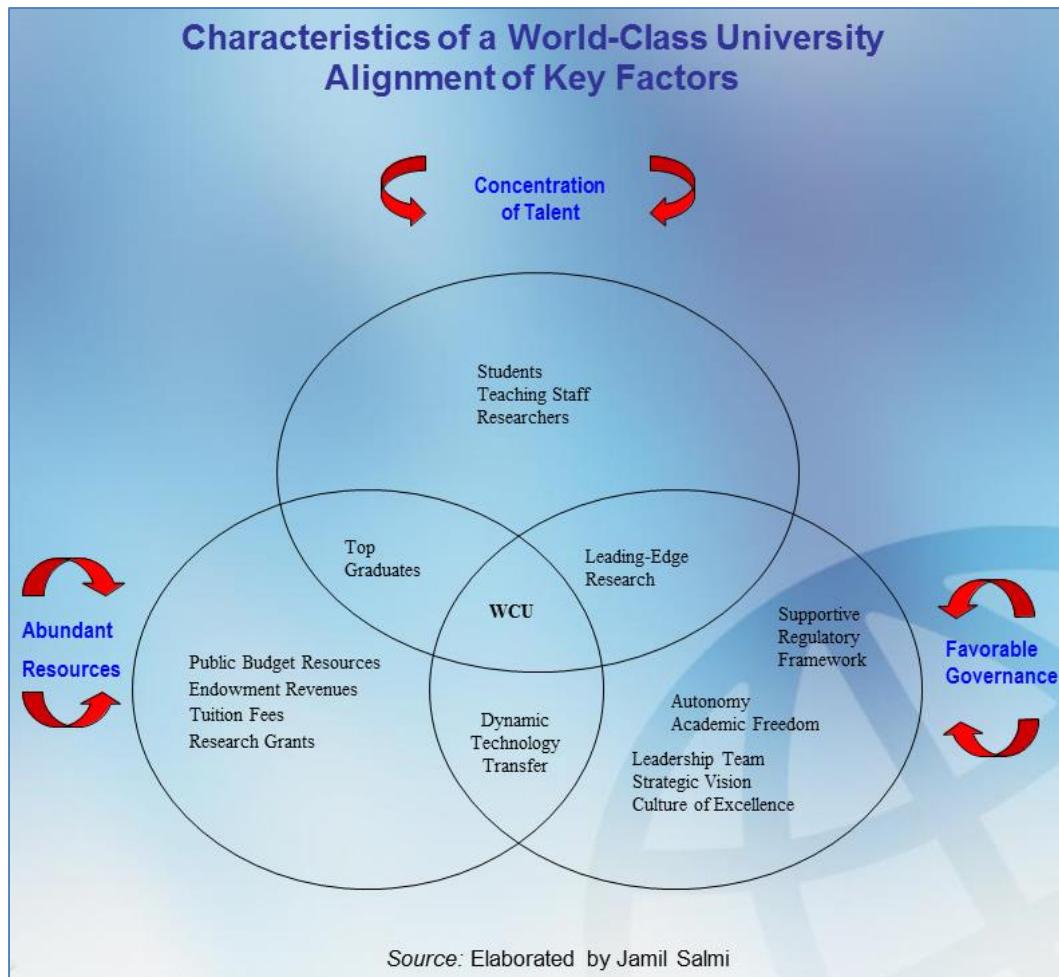 Characteristics of a World-Class University
Alignment of Key Factors
Concentration
of Talent
Students
Teaching Staff
Researchers
Top
Graduates
Leading-Edge
Research
WCU
Supportive
Regulatory
Framework
Abundant
Resources
Favorable
Governance
Public Budget Resources
Endowment Revenues
Tuition Fees
Research Grants
Dynamic
Technology
Transfer
Autonomy
Academic Freedom
Leadership Team
Strategic Vision
Culture of Excellence
Source: Elaborated by Jamil Salmi